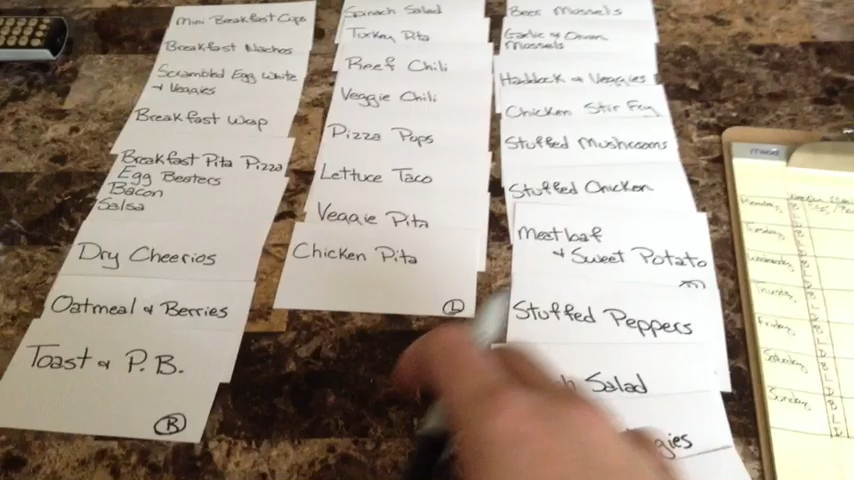 Mini Breakfast Cups
Breakfast Nachos
Scrambled Egg White
& Veggies
Breakfast Wrap
Breakfast Pita Pizza
Egg Beaters
Bacon
Salsa
Dry Cheerios
Oatmeal & Berries
Toast & P.B.
B
Spinach Salad
Turkey Pita
Beef Chili
Veggie Chili
Pizza Pops
Lettuce Taco
Veggie Pita
Chicken Pita
L
Beer Mossels
Garlic & Onion
Mossels
Haddock & Veggies
Chicken Stir Fry
Stuffed Mushrooms
Stuffed Chicken
Meatloaf
& Sweet Potato
Stuffed Peppers
Salad
Monday
Tuesday
Wednesday
Thursday
Friday
Saturday
Sunday